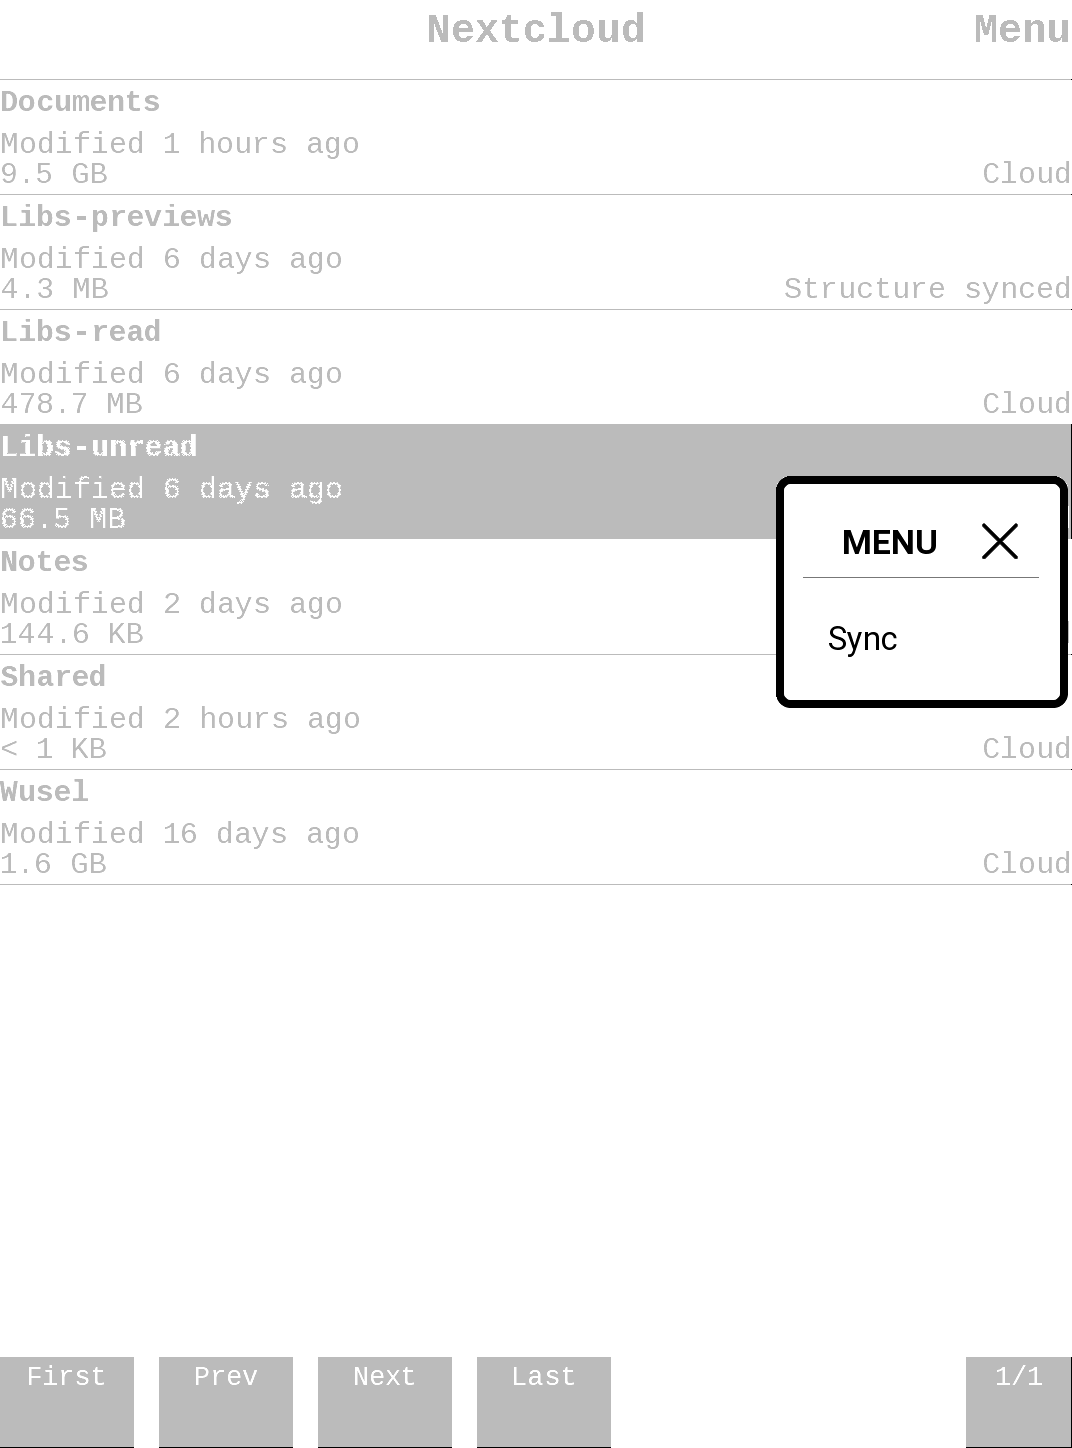 Nextcloud Menu
Documents
Modified 1 hours ago
9.5 GB Cloud
Libs-previews
Modified 6 days ago
4.3 MB Structure synced
Libs-read
Modified 6 days ago
478.7 MB Cloud
Libs-unread
Modified 6 days ago
66.5 MB
MENU
Sync
Notes
Modified 2 days ago
144.6 KB
Shared
Modified 2 hours ago
< 1 KB Cloud
Wusel
Modified 16 days ago
1.6 GB Cloud
First Prev Next Last 1/1